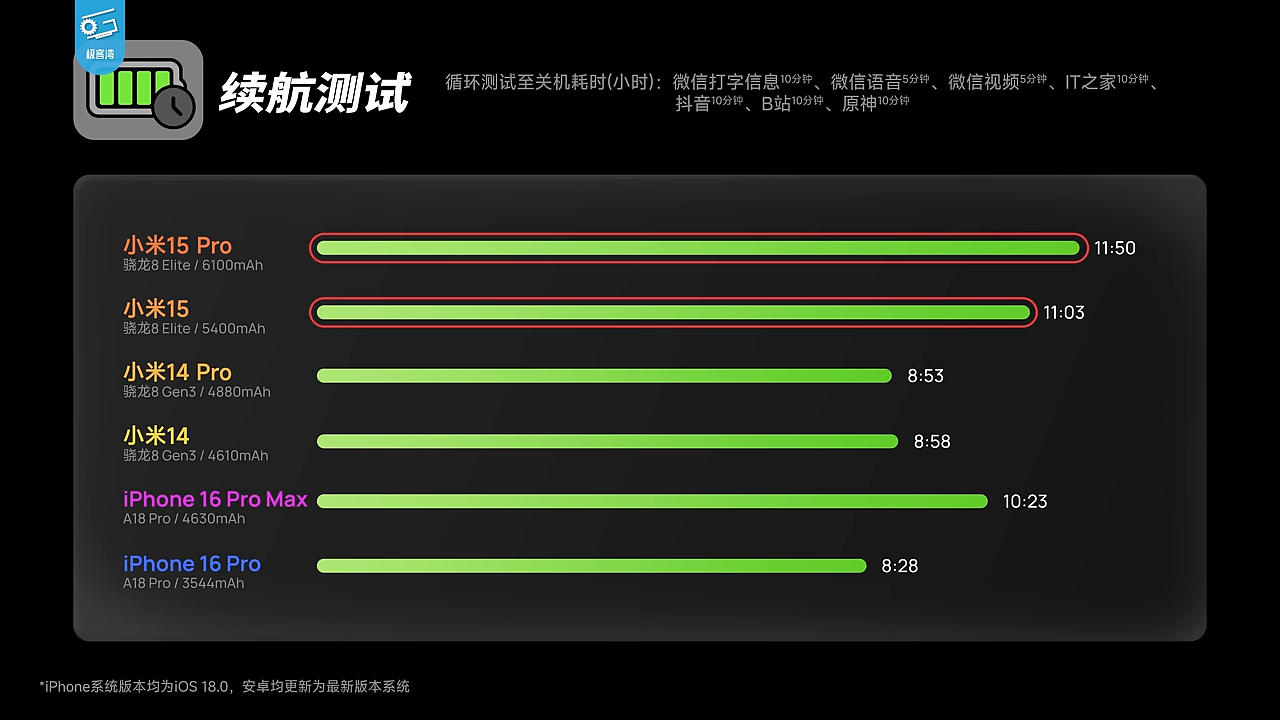 极客湾
续航测试
循环测试至关机耗时(小时)：微信打字信息10分钟、微信语音5分钟、微信视频5分钟、IT之家10分钟、
抖音10分钟、B站10分钟、原神10分钟
小米15 Pro
骁龙8 Elite / 6100mAh
11:50
小米15
骁龙8 Elite / 5400mAh
11:03
小米14 Pro
骁龙8 Gen3 / 4880mAh
8:53
小米14
骁龙8 Gen3 / 4610mAh
8:58
iPhone 16 Pro Max
A18 Pro / 4630mAh
10:23
iPhone 16 Pro
A18 Pro / 3544mAh
8:28
*iPhone系统版本均为iOS 18.0，安卓均更新为最新版本系统